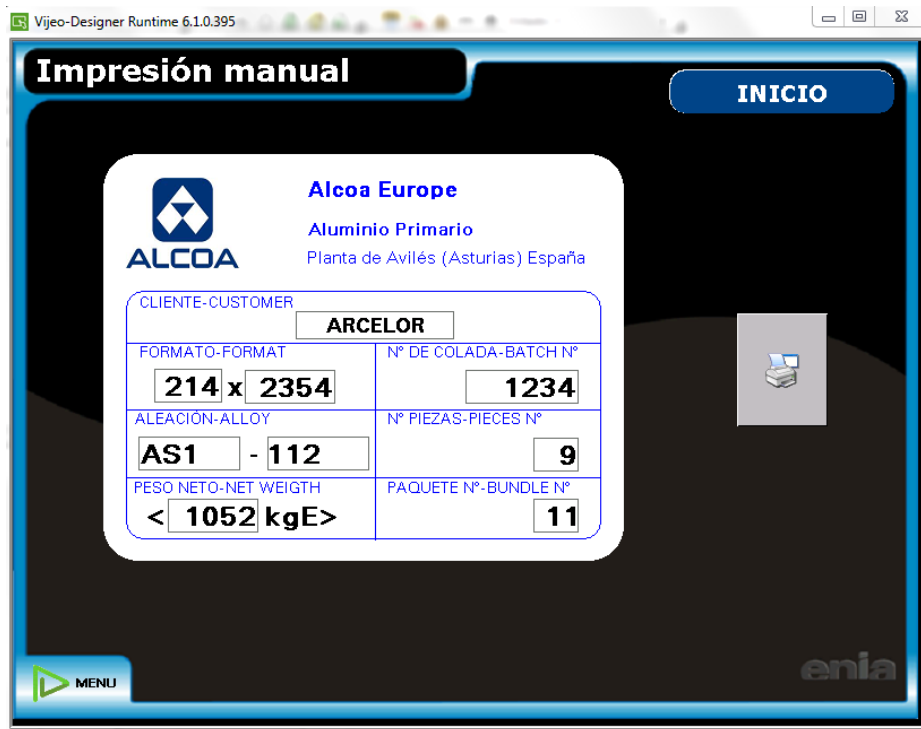 Vijeo-Designer Runtime 6.1.0.395
Impresión manual
INICIO
Alcoa Europe
Aluminio Primario
ALCOA
Planta de Avilés (Asturias) España
CLIENTE-CUSTOMER
ARCELOR
FORMATO-FORMAT
214 x 2354
Nº DE COLADA-BATCH Nº
1234
ALEACIÓN-ALLOY
AS1 - 112
Nº PIEZAS-PIECES Nº
9
PESO NETO-NET WEIGTH
< 1052 kgE>
PAQUETE Nº-BUNDLE Nº
11
MENU
enia